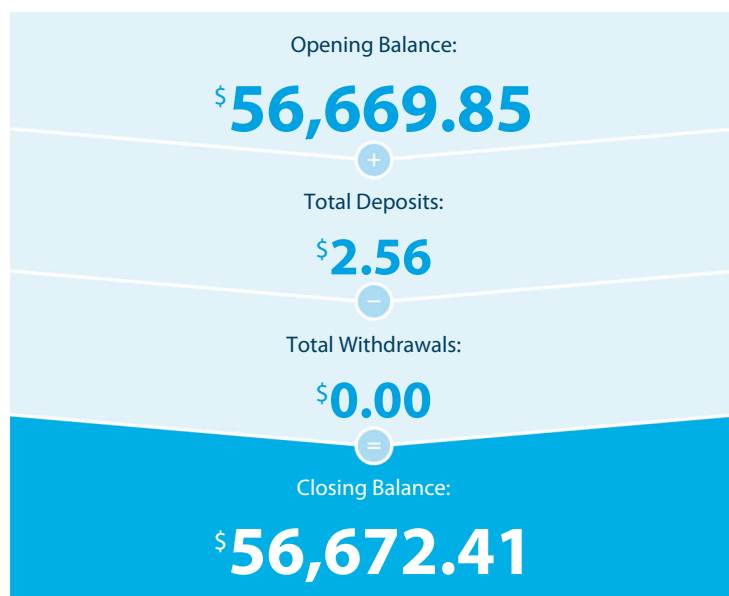 Opening Balance:
$56,669.85
+
Total Deposits:
$2.56
−
Total Withdrawals:
$0.00
=
Closing Balance:
$56,672.41